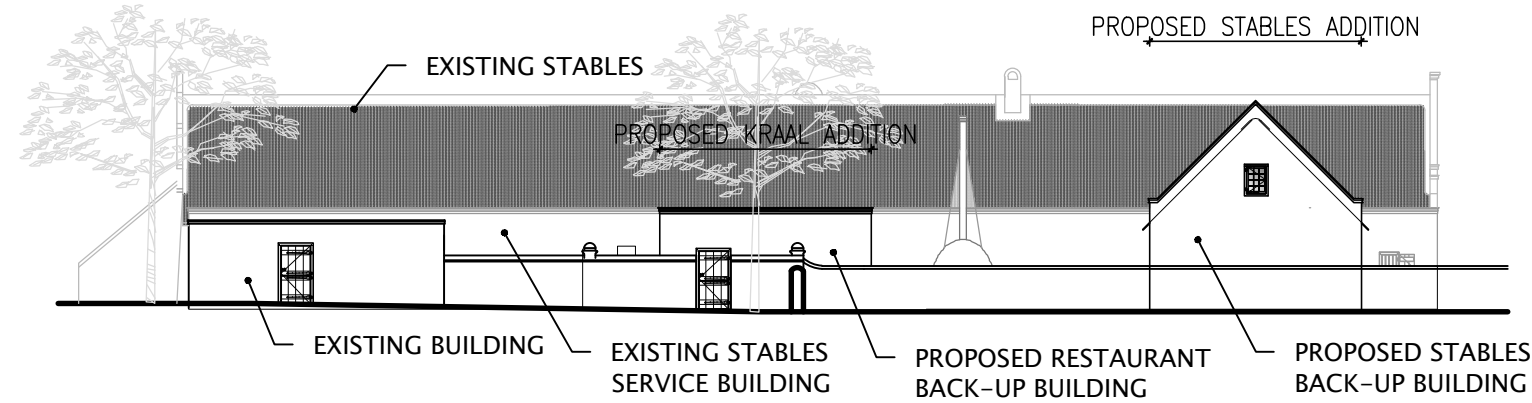 PROPOSED STABLES ADDITION
EXISTING STABLES
PROPOSED KRAAL ADDITION
EXISTING BUILDING
EXISTING STABLES
SERVICE BUILDING
PROPOSED RESTAURANT
BACK-UP BUILDING
PROPOSED STABLES
BACK-UP BUILDING